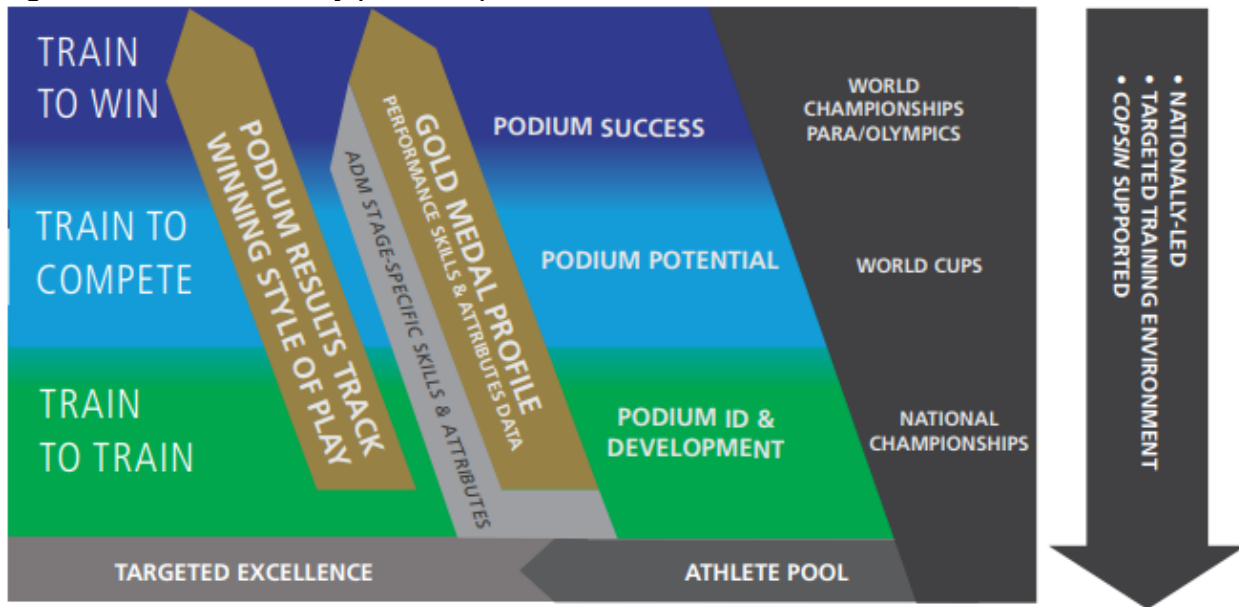 TRAIN
TO WIN
TRAIN TO
COMPETE
TRAIN
TO TRAIN
PODIUM RESULTS TRACK
WINNING STYLE OF PLAY
ADM STAGE-SPECIFIC SKILLS & ATTRIBUTES
GOLD MEDAL PROFILE
PERFORMANCE SKILLS & ATTRIBUTES DATA
PODIUM SUCCESS
PODIUM POTENTIAL
PODIUM ID &
DEVELOPMENT
WORLD
CHAMPIONSHIPS
PARA/OLYMPICS
WORLD CUPS
NATIONAL
CHAMPIONSHIPS
• NATIONALLY-LED
• TARGETED TRAINING ENVIRONMENT
• COPSIN SUPPORTED
TARGETED EXCELLENCE
ATHLETE POOL